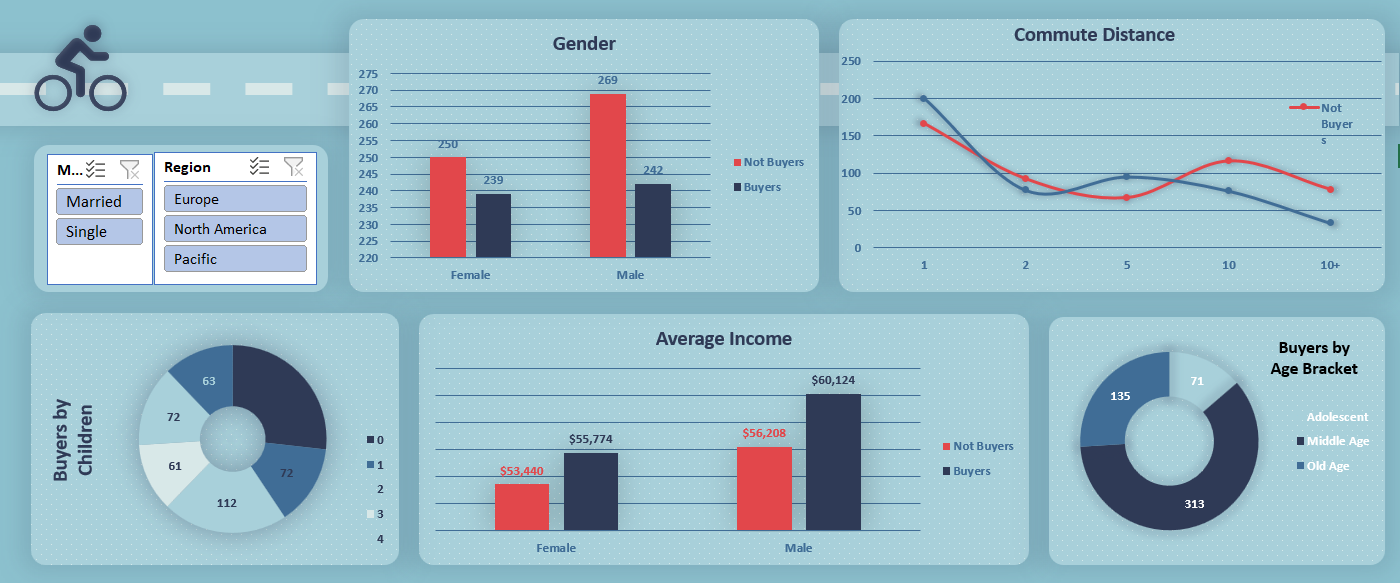 M...
Married
Single
Region
Europe
North America
Pacific
Gender
275
270
265
260
255
250
245
240
235
230
225
220
250
239
269
242
Female
Male
Not Buyers
Buyers
Commute Distance
250
200
150
100
50
0
1
2
5
10
10+
Not
Buyer
s
Buyers by
Children
63
72
61
112
72
0
1
2
3
4
Average Income
$53,440
$55,774
$56,208
$60,124
Female
Male
Not Buyers
Buyers
Buyers by
Age Bracket
71
135
313
Adolescent
Middle Age
Old Age